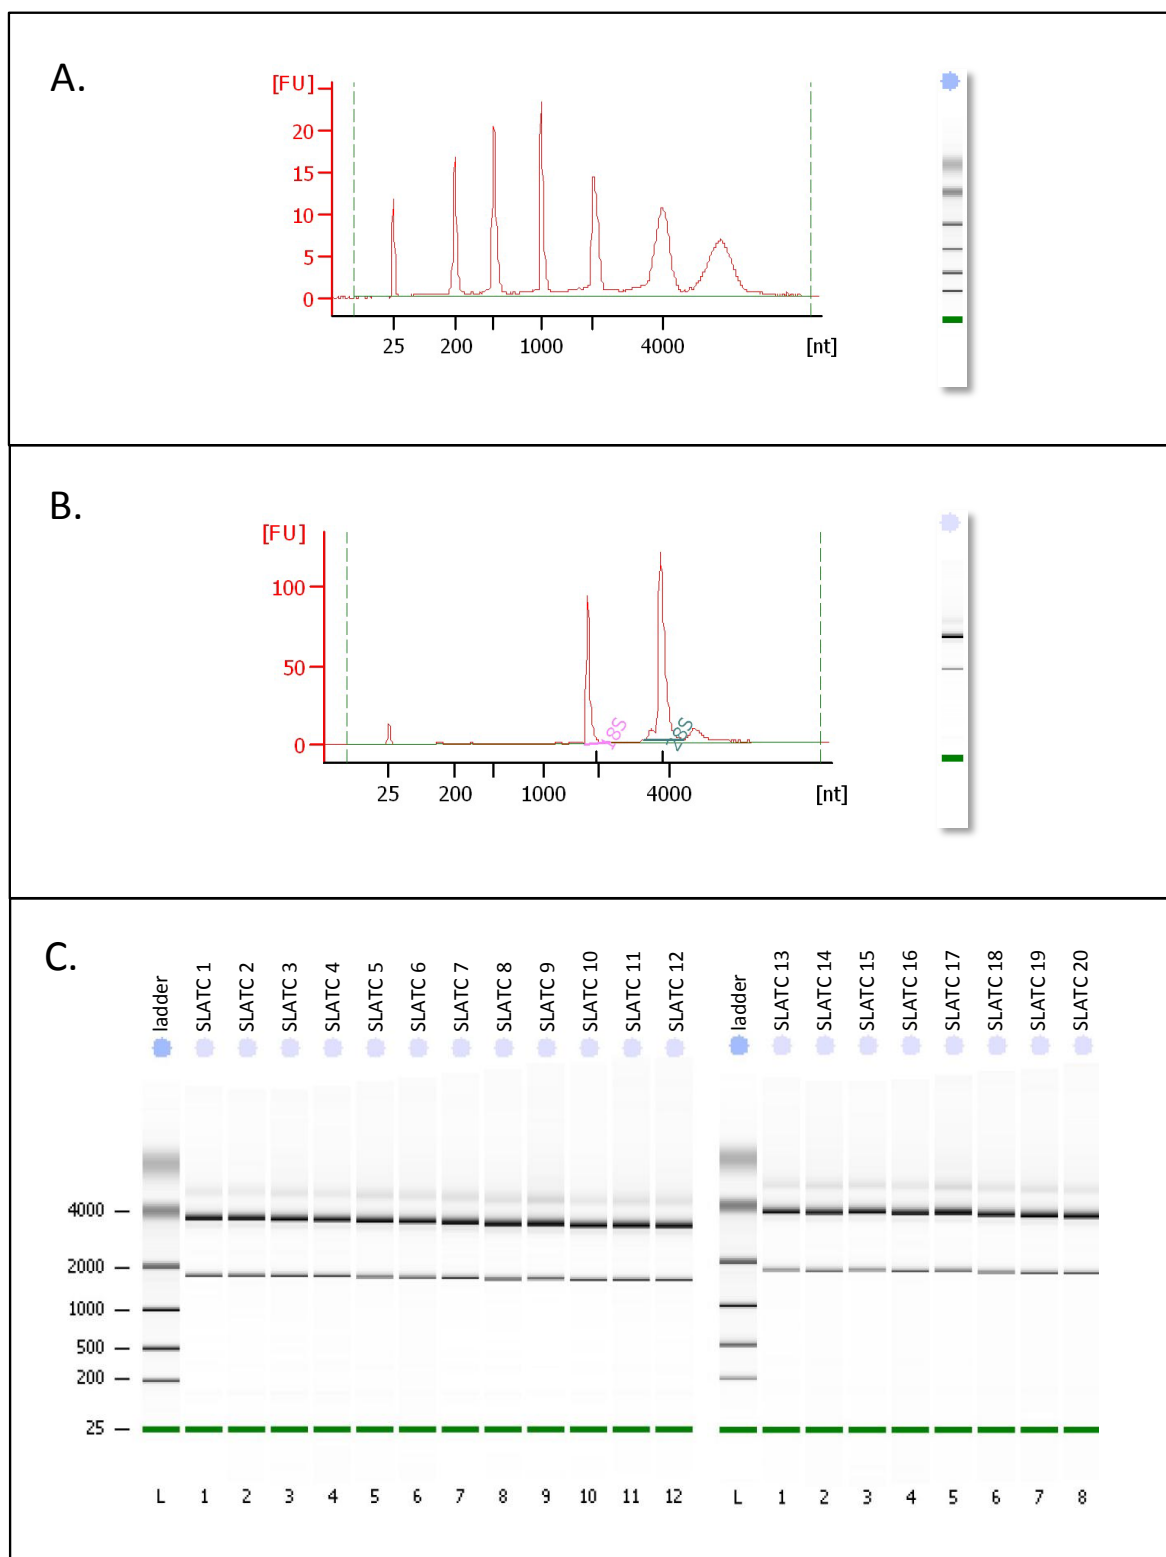 A.
[FU]
20
15
10
5
0
25 200 1000 4000 [nt]
B.
[FU]
100
50
0
18S 28S
25 200 1000 4000 [nt]
C.
ladder SLATC 1 SLATC 2 SLATC 3 SLATC 4 SLATC 5 SLATC 6 SLATC 7 SLATC 8 SLATC 9 SLATC 10 SLATC 11 SLATC 12 ladder SLATC 13 SLATC 14 SLATC 15 SLATC 16 SLATC 17 SLATC 18 SLATC 19 SLATC 20
4000
2000
1000
500
200
25
L 1 2 3 4 5 6 7 8 9 10 11 12 L 1 2 3 4 5 6 7 8